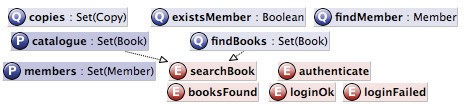 Q copies : Set(Copy)
Q existsMember : Boolean
Q findMember : Member
P catalogue : Set(Book)
Q findBooks : Set(Book)
P members : Set(Member)
E searchBook
E authenticate
E booksFound
E loginOk
E loginFailed